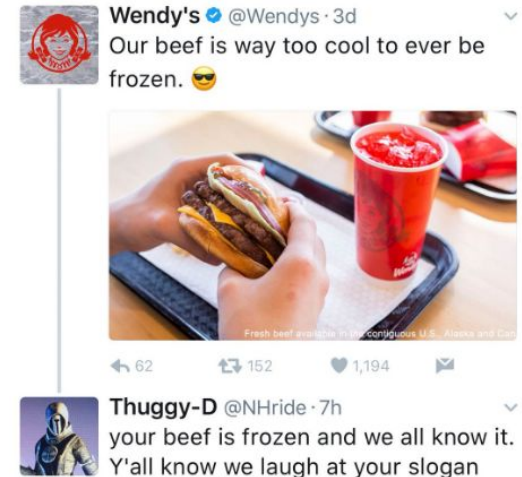 Wendy's @Wendys · 3d
Our beef is way too cool to ever be
frozen. 😎
Fresh beef available in the contiguous U.S., Alaska and Can
62 152 1,194
Thuggy-D @NHride · 7h
your beef is frozen and we all know it.
Y'all know we laugh at your slogan